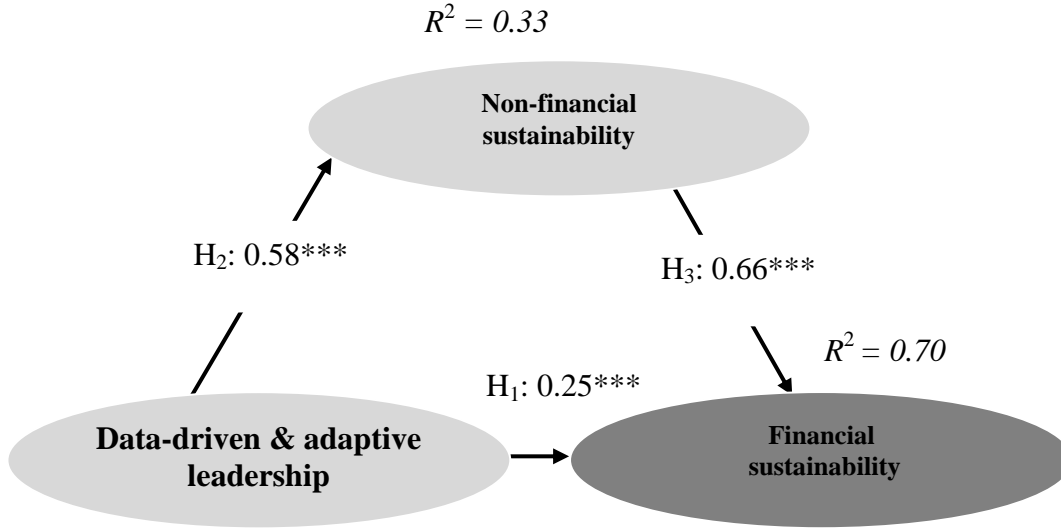 R² = 0.33
Non-financial
sustainability
H₂: 0.58***
H₃: 0.66***
R² = 0.70
H₁: 0.25***
Data-driven & adaptive
leadership
Financial
sustainability